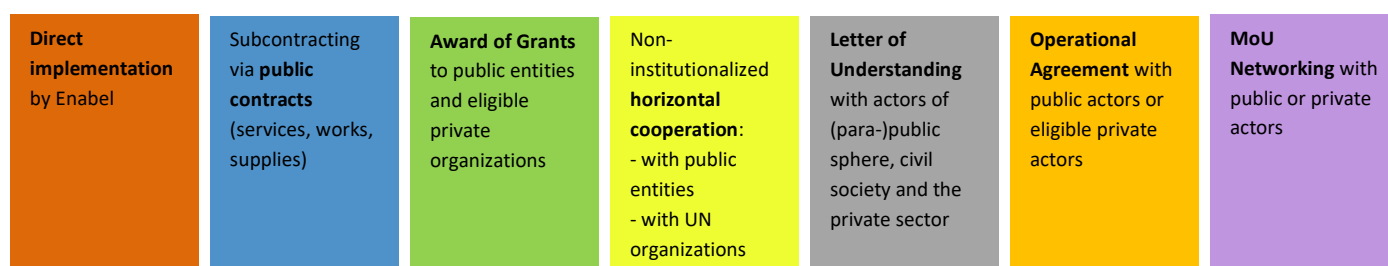 Direct
implementation
by Enabel
Subcontracting
via public
contracts
(services, works,
supplies)
Award of Grants
to public entities
and eligible
private
organizations
Non-
institutionalized
horizontal
cooperation:
- with public
entities
- with UN
organizations
Letter of
Understanding
with actors of
(para-)public
sphere, civil
society and the
private sector
Operational
Agreement with
public actors or
eligible private
actors
MoU
Networking with
public or private
actors